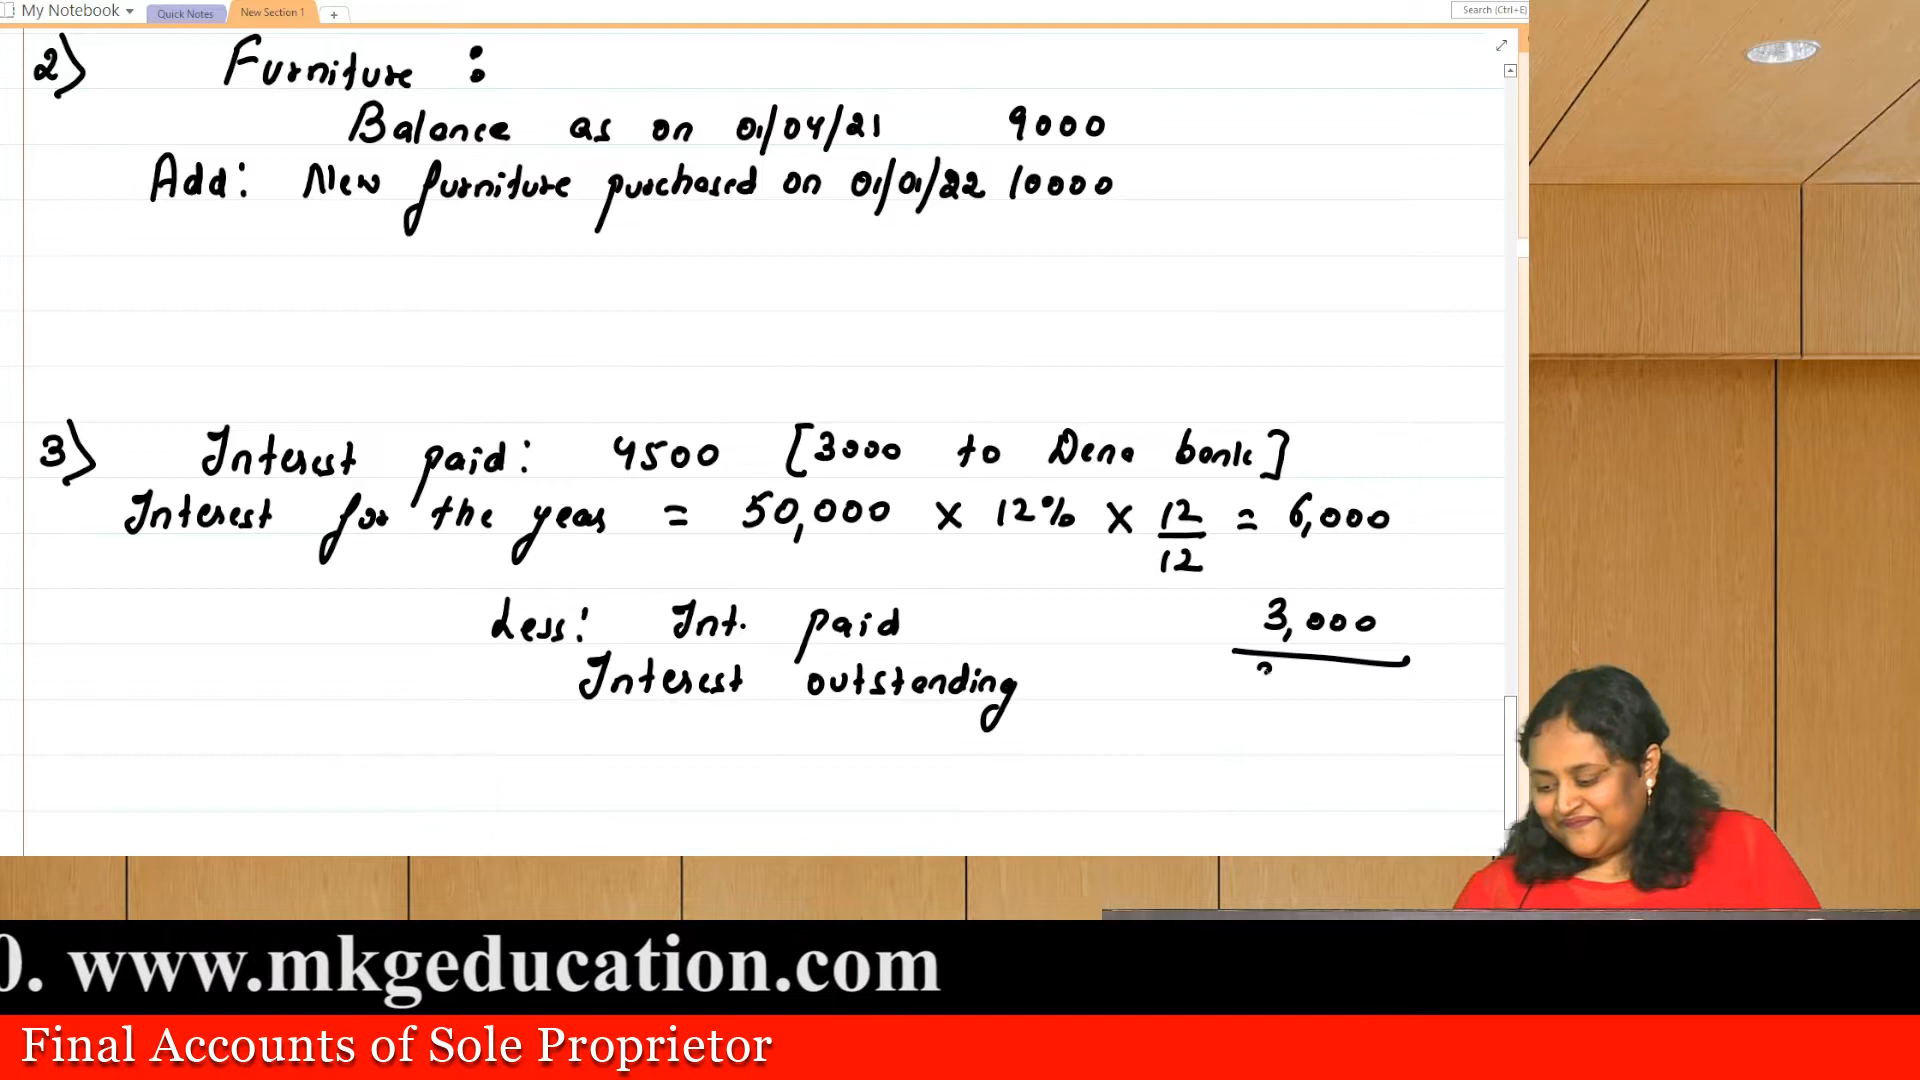 My Notebook
Quick Notes
New Section 1
+
Search (Ctrl+E)
2) Furniture :
Balance as on 01/04/21 9000
Add: New furniture purchased on 01/01/22 10000
3) Interest paid: 4500 [3000 to Dena bank]
Interest for the year = 50,000 × 12% × 12/12 = 6,000
Less: Int. paid 3,000
Interest outstanding
0. www.mkgeducation.com
Final Accounts of Sole Proprietor